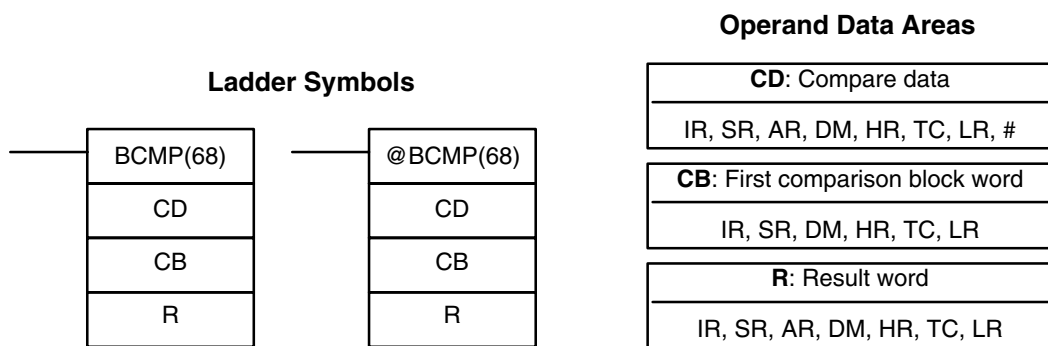 Ladder Symbols
BCMP(68)
CD
CB
R
@BCMP(68)
CD
CB
R
Operand Data Areas
CD: Compare data
IR, SR, AR, DM, HR, TC, LR, #
CB: First comparison block word
IR, SR, DM, HR, TC, LR
R: Result word
IR, SR, AR, DM, HR, TC, LR